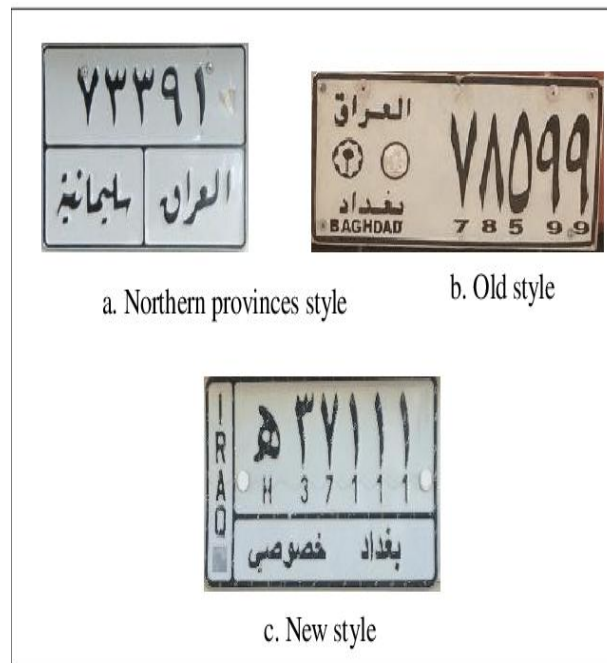 ٧٣٣٩١
العراق سليمانية
a. Northern provinces style
العراق
بغداد
BAGHDAD
٧٨٥٩٩
7 8 5 9 9
b. Old style
IRAQ
ھ ٣٧١١١
H 3 7 1 1 1
بغداد خصوصي
c. New style